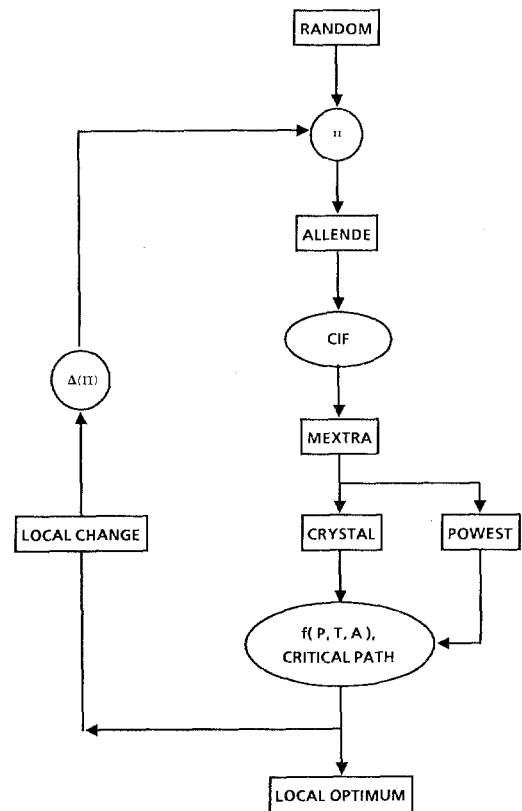 RANDOM
Π
ALLENDE
CIF
Δ(Π)
MEXTRA
LOCAL CHANGE
CRYSTAL
POWEST
f( P, T, A ),
CRITICAL PATH
LOCAL OPTIMUM